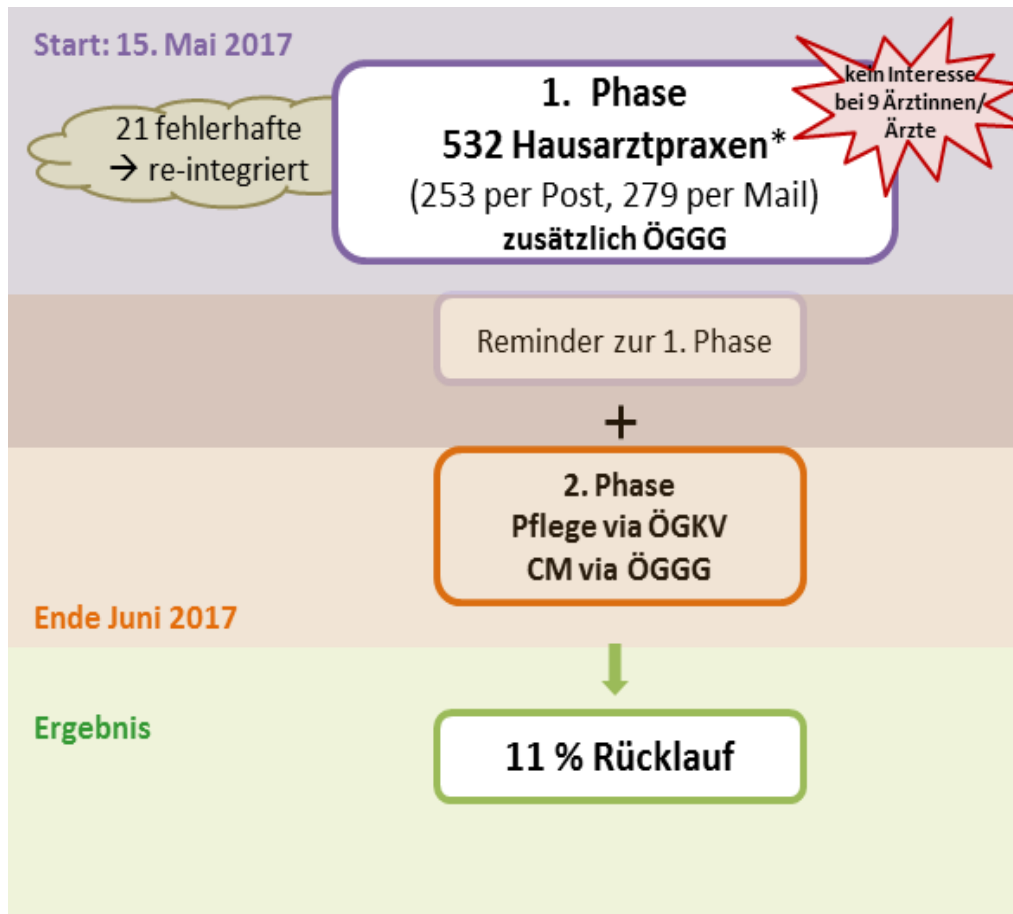 Start: 15. Mai 2017
21 fehlerhafte
→ re-integriert
1. Phase
532 Hausarztpraxen*
(253 per Post, 279 per Mail)
zusätzlich ÖGGG
kein Interesse
bei 9 Ärztinnen/
Ärzte
Reminder zur 1. Phase
+
2. Phase
Pflege via ÖGKV
CM via ÖGGG
Ende Juni 2017
Ergebnis
11 % Rücklauf